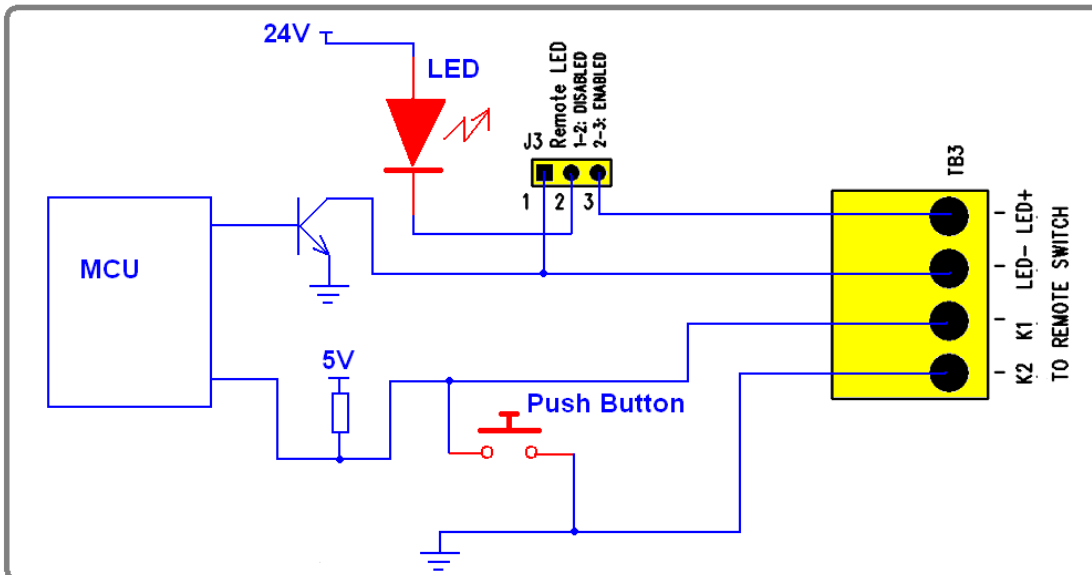 24V
LED
J3
Remote LED
1-2: DISABLED
2-3: ENABLED
1 2 3
TB3
MCU
- LED+
- LED-
- K1
- K2
TO REMOTE SWITCH
5V
Push Button